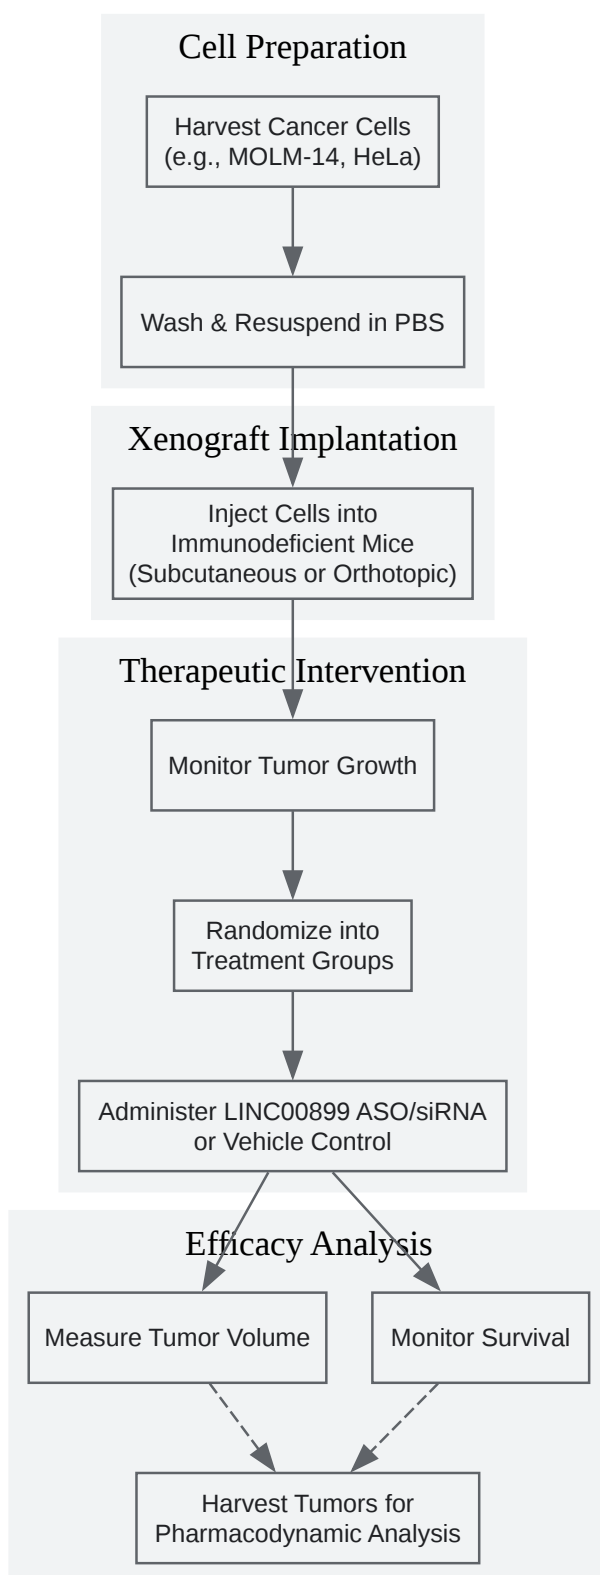 Cell Preparation
Harvest Cancer Cells
(e.g., MOLM-14, HeLa)
Wash & Resuspend in PBS
Xenograft Implantation
Inject Cells into
Immunodeficient Mice
(Subcutaneous or Orthotopic)
Therapeutic Intervention
Monitor Tumor Growth
Randomize into
Treatment Groups
Administer LINC00899 ASO/siRNA
or Vehicle Control
Efficacy Analysis
Measure Tumor Volume
Monitor Survival
Harvest Tumors for
Pharmacodynamic Analysis